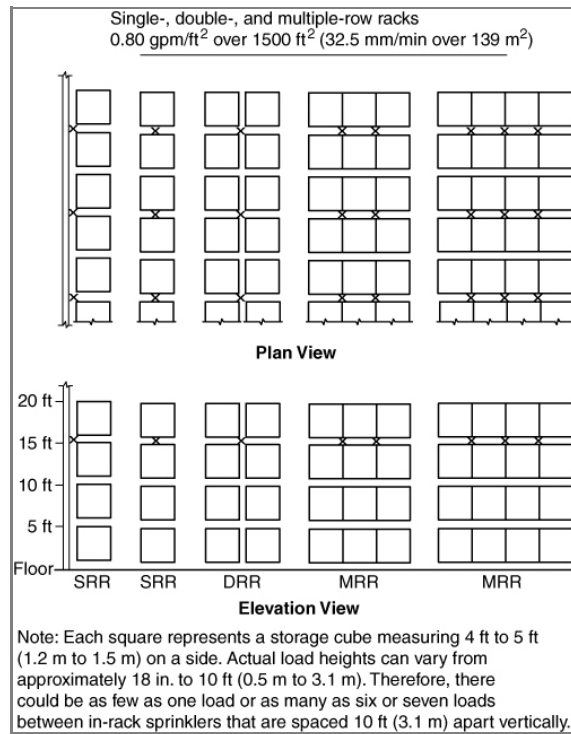 Single-, double-, and multiple-row racks
0.80 gpm/ft² over 1500 ft² (32.5 mm/min over 139 m²)
Plan View
20 ft
15 ft
10 ft
5 ft
Floor
SRR SRR DRR MRR MRR
Elevation View
Note: Each square represents a storage cube measuring 4 ft to 5 ft
(1.2 m to 1.5 m) on a side. Actual load heights can vary from
approximately 18 in. to 10 ft (0.5 m to 3.1 m). Therefore, there
could be as few as one load or as many as six or seven loads
between in-rack sprinklers that are spaced 10 ft (3.1 m) apart vertically.